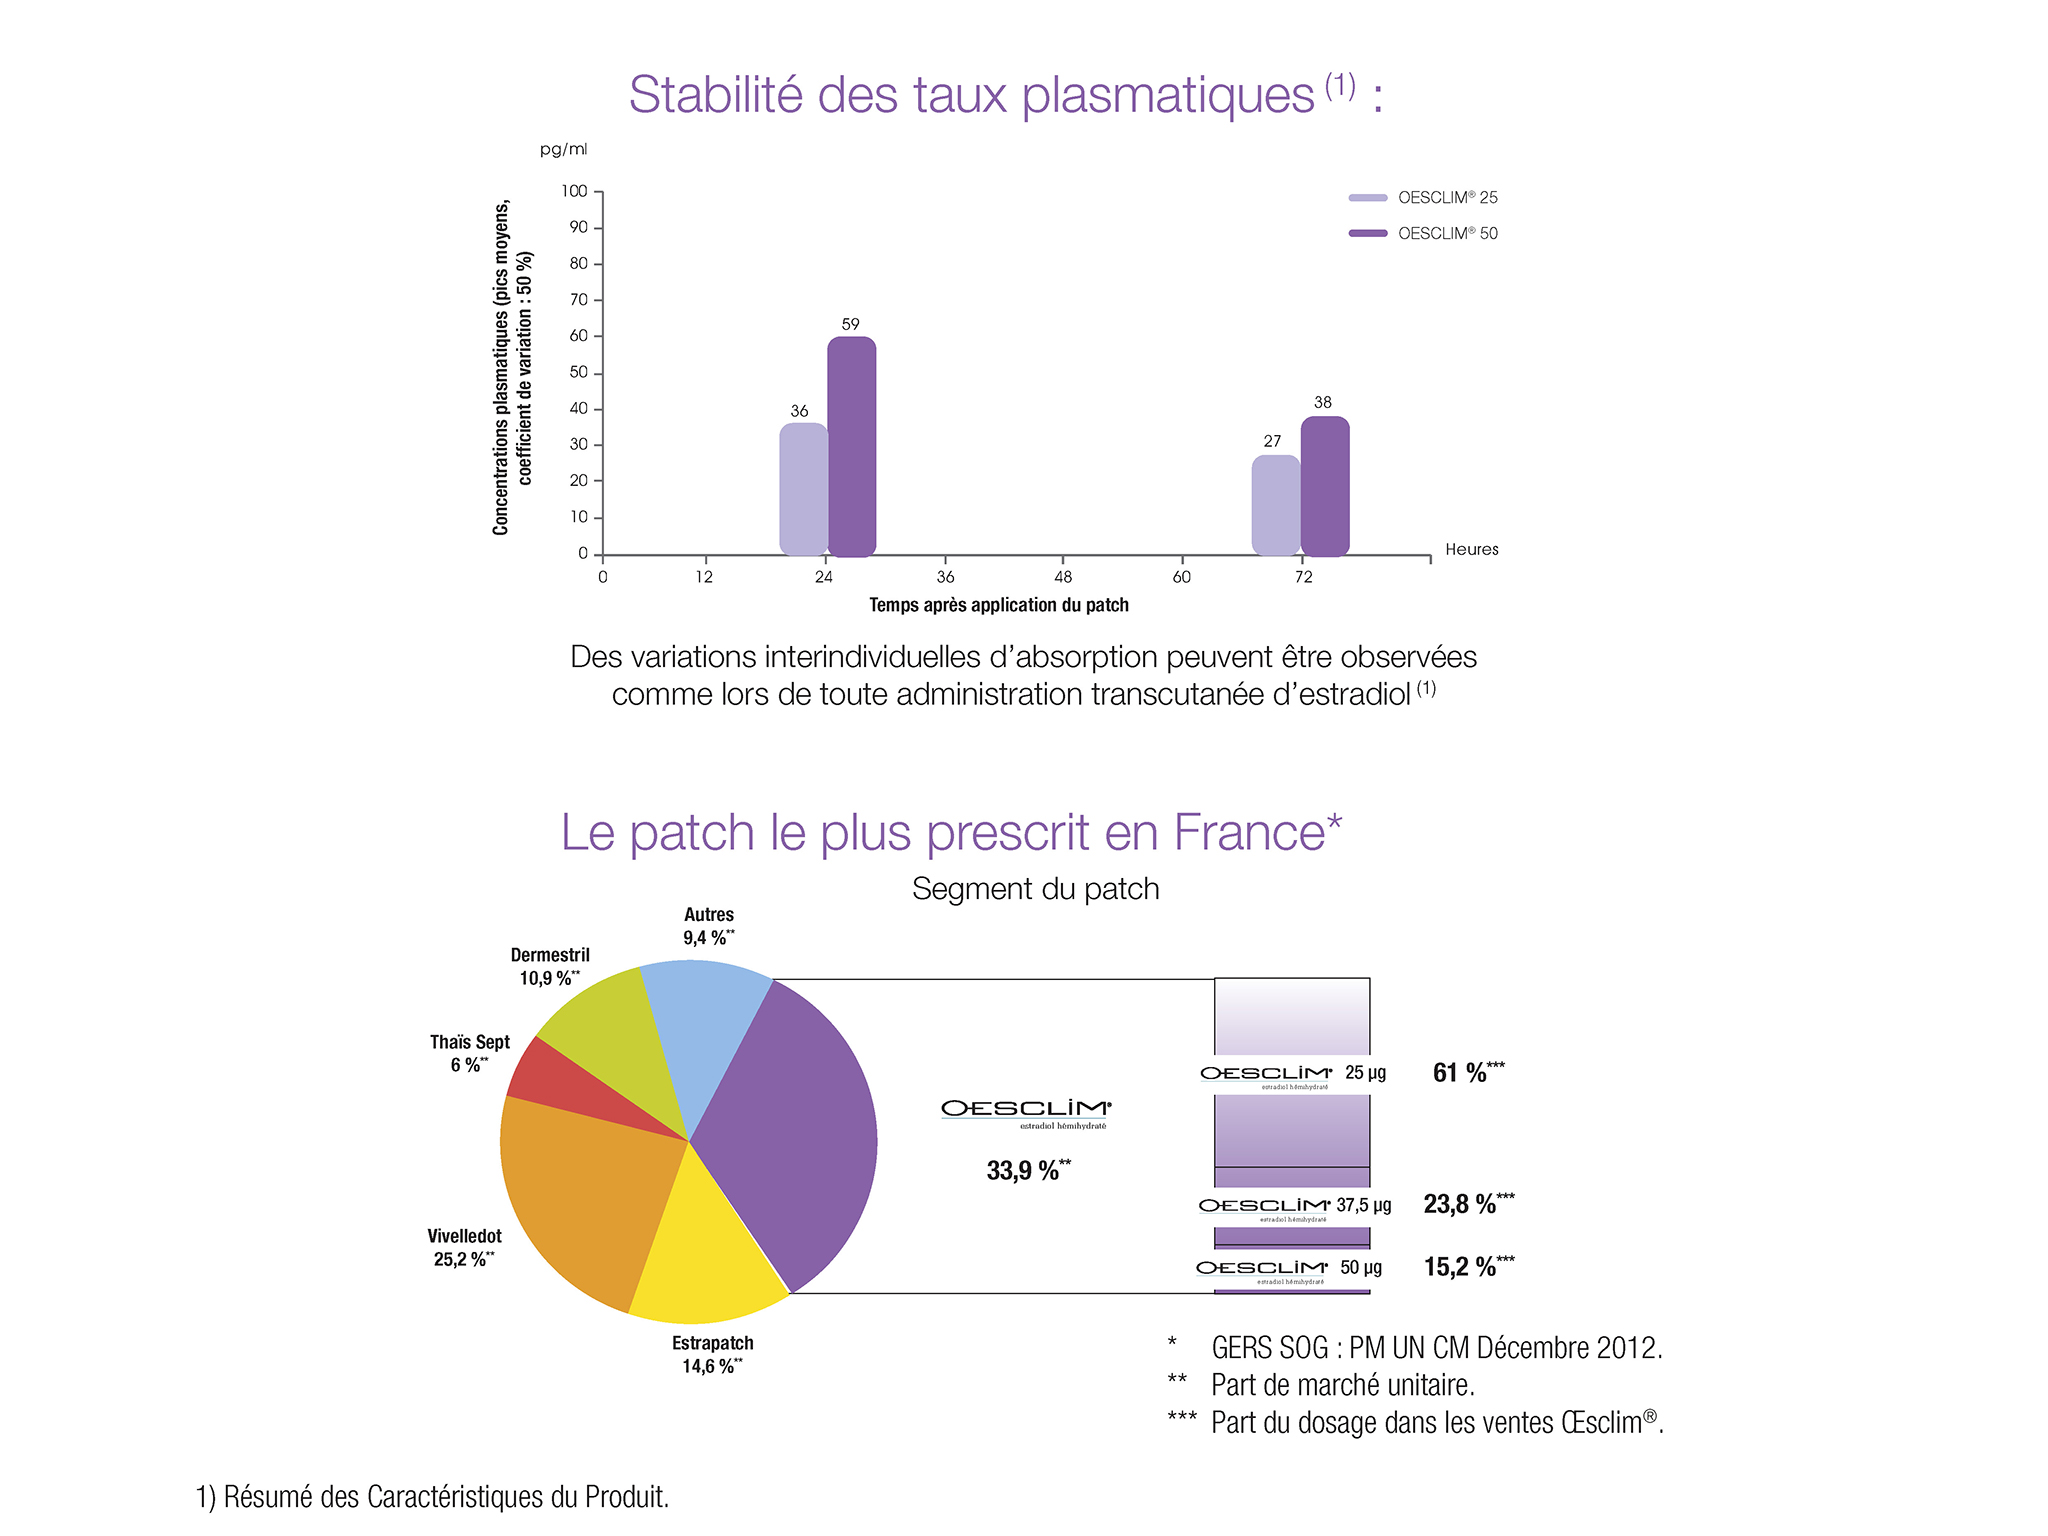 Stabilité des taux plasmatiques (1) :
pg/ml
Concentrations plasmatiques (pics moyens,
coefficient de variation : 50 %)
100
90
80
70
60
50
40
30
20
10
0
OESCLIM® 25
OESCLIM® 50
36
59
27
38
0
12
24
36
48
60
72
Heures
Temps après application du patch
Des variations interindividuelles d’absorption peuvent être observées
comme lors de toute administration transcutanée d’estradiol (1)
Le patch le plus prescrit en France*
Segment du patch
Autres
9,4 %**
Dermestril
10,9 %**
Thaïs Sept
6 %**
Vivelledot
25,2 %**
Estrapatch
14,6 %**
OESCLIM®
estradiol hémihydraté
33,9 %**
OESCLIM® 25 µg 61 %***
estradiol hémihydraté
OESCLIM® 37,5 µg 23,8 %***
estradiol hémihydraté
OESCLIM® 50 µg 15,2 %***
estradiol hémihydraté
* GERS SOG : PM UN CM Décembre 2012.
** Part de marché unitaire.
*** Part du dosage dans les ventes Œsclim®.
1) Résumé des Caractéristiques du Produit.